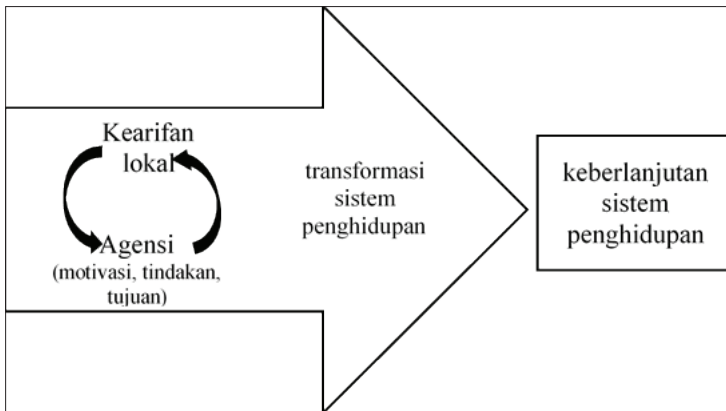 Kearifan
lokal
Agensi
(motivasi, tindakan,
tujuan)
transformasi
sistem
penghidupan
keberlanjutan
sistem
penghidupan